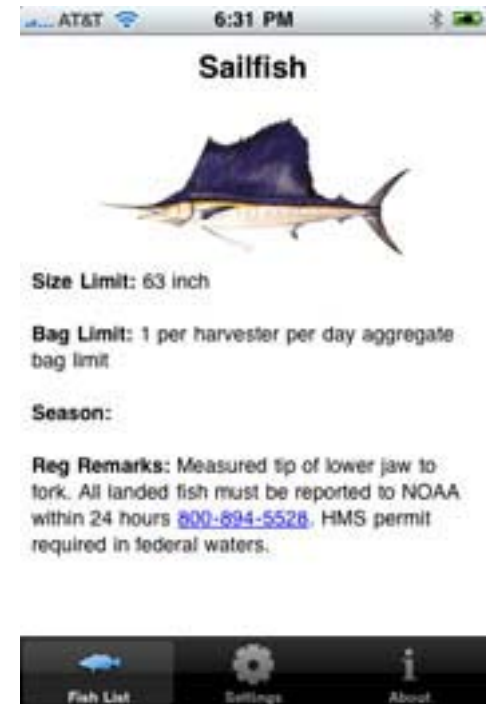 AT&T 6:31 PM
Sailfish
Size Limit: 63 inch
Bag Limit: 1 per harvester per day aggregate
bag limit
Season:
Reg Remarks: Measured tip of lower jaw to
fork. All landed fish must be reported to NOAA
within 24 hours 800-894-5528. HMS permit
required in federal waters.
Fish List Settings About